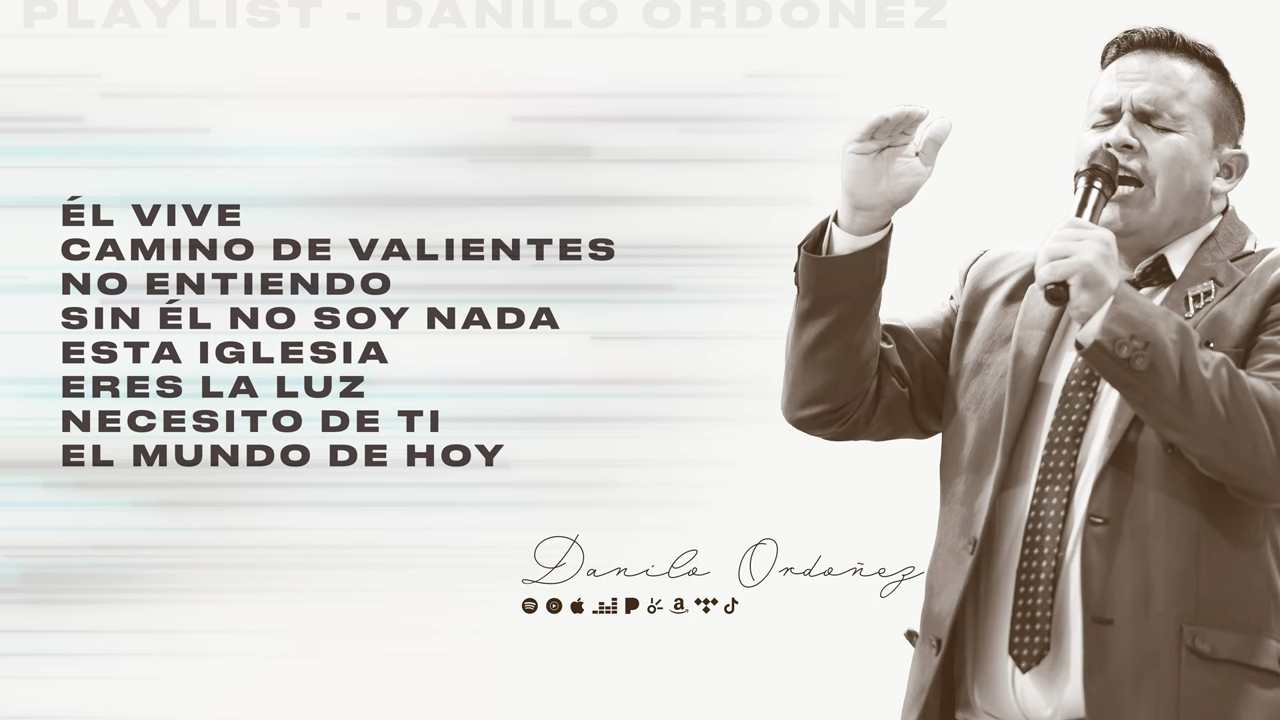 PLAYLIST - DANILO ORDOÑEZ
ÉL VIVE
CAMINO DE VALIENTES
NO ENTIENDO
SIN ÉL NO SOY NADA
ESTA IGLESIA
ERES LA LUZ
NECESITO DE TI
EL MUNDO DE HOY
Danilo Ordoñez